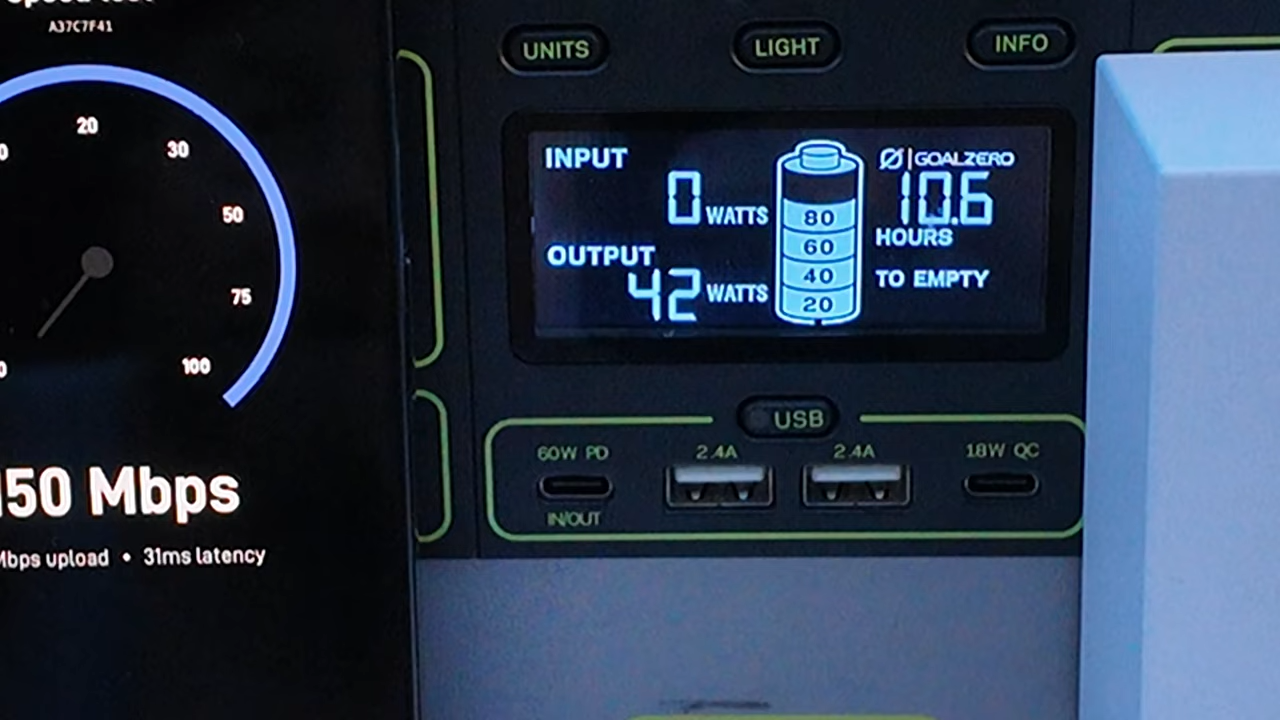 A37C7F41
20
30
50
75
100
150 Mbps
Mbps upload • 31ms latency
UNITS
LIGHT
INFO
INPUT
0 WATTS
OUTPUT
42 WATTS
80
60
40
20
GOALZERO
10.6
HOURS
TO EMPTY
USB
60W PD
2.4A
2.4A
18W QC
IN/OUT